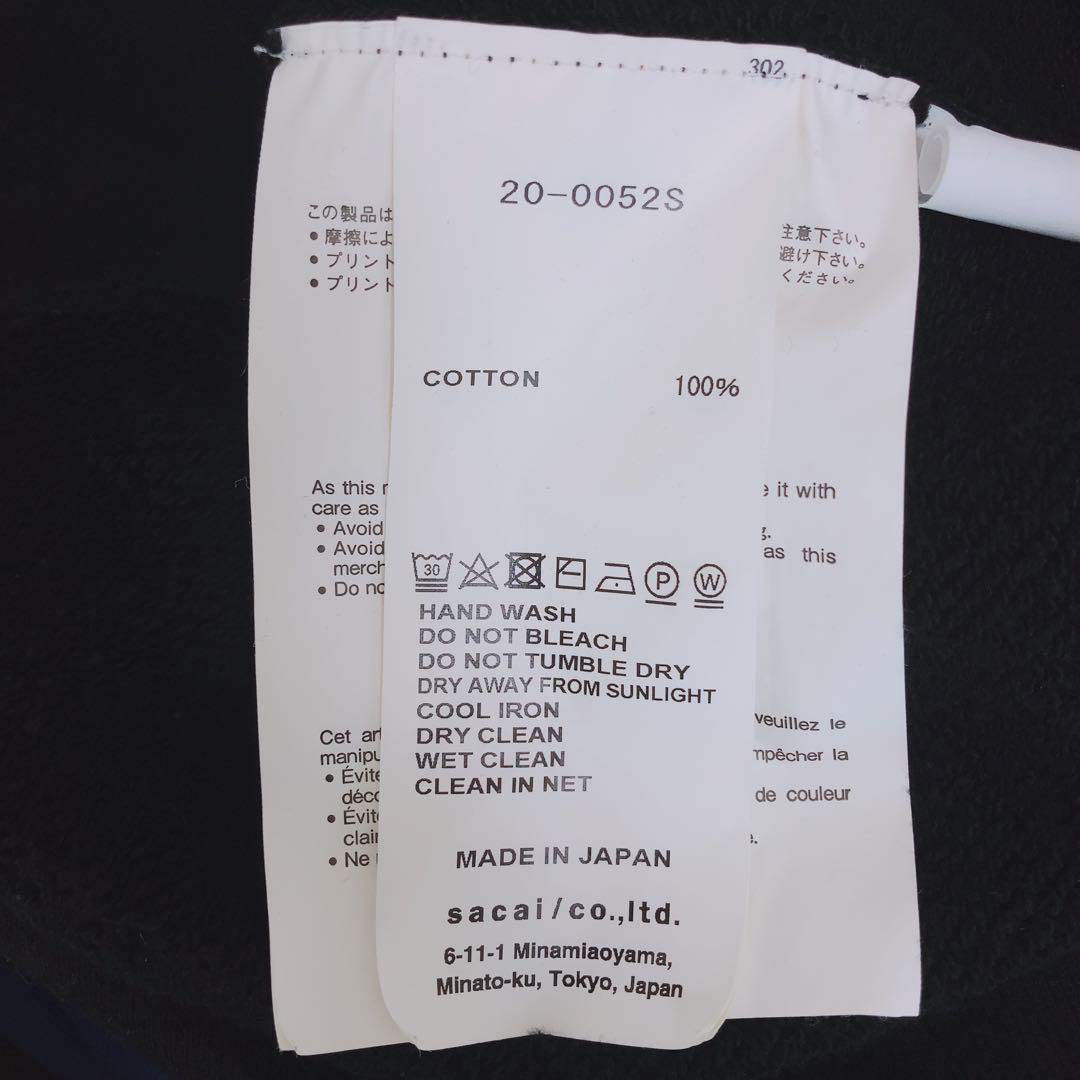 302
20-0052S
この製品は
• 摩擦によ
• プリント
• プリント
注意下さい。
避け下さい。
ください。
COTTON 100%
As this
care as
• Avoid
• Avoid
merch
• Do
it with
as this
30
P W
HAND WASH
DO NOT BLEACH
DO NOT TUMBLE DRY
DRY AWAY FROM SUNLIGHT
COOL IRON
DRY CLEAN
WET CLEAN
CLEAN IN NET
Cet
manipu
• Évite
déco
• Évit
clair
• Ne
veuillez le
mpêcher la
de couleur
MADE IN JAPAN
sacai/co.,ltd.
6-11-1 Minamiaoyama,
Minato-ku, Tokyo, Japan